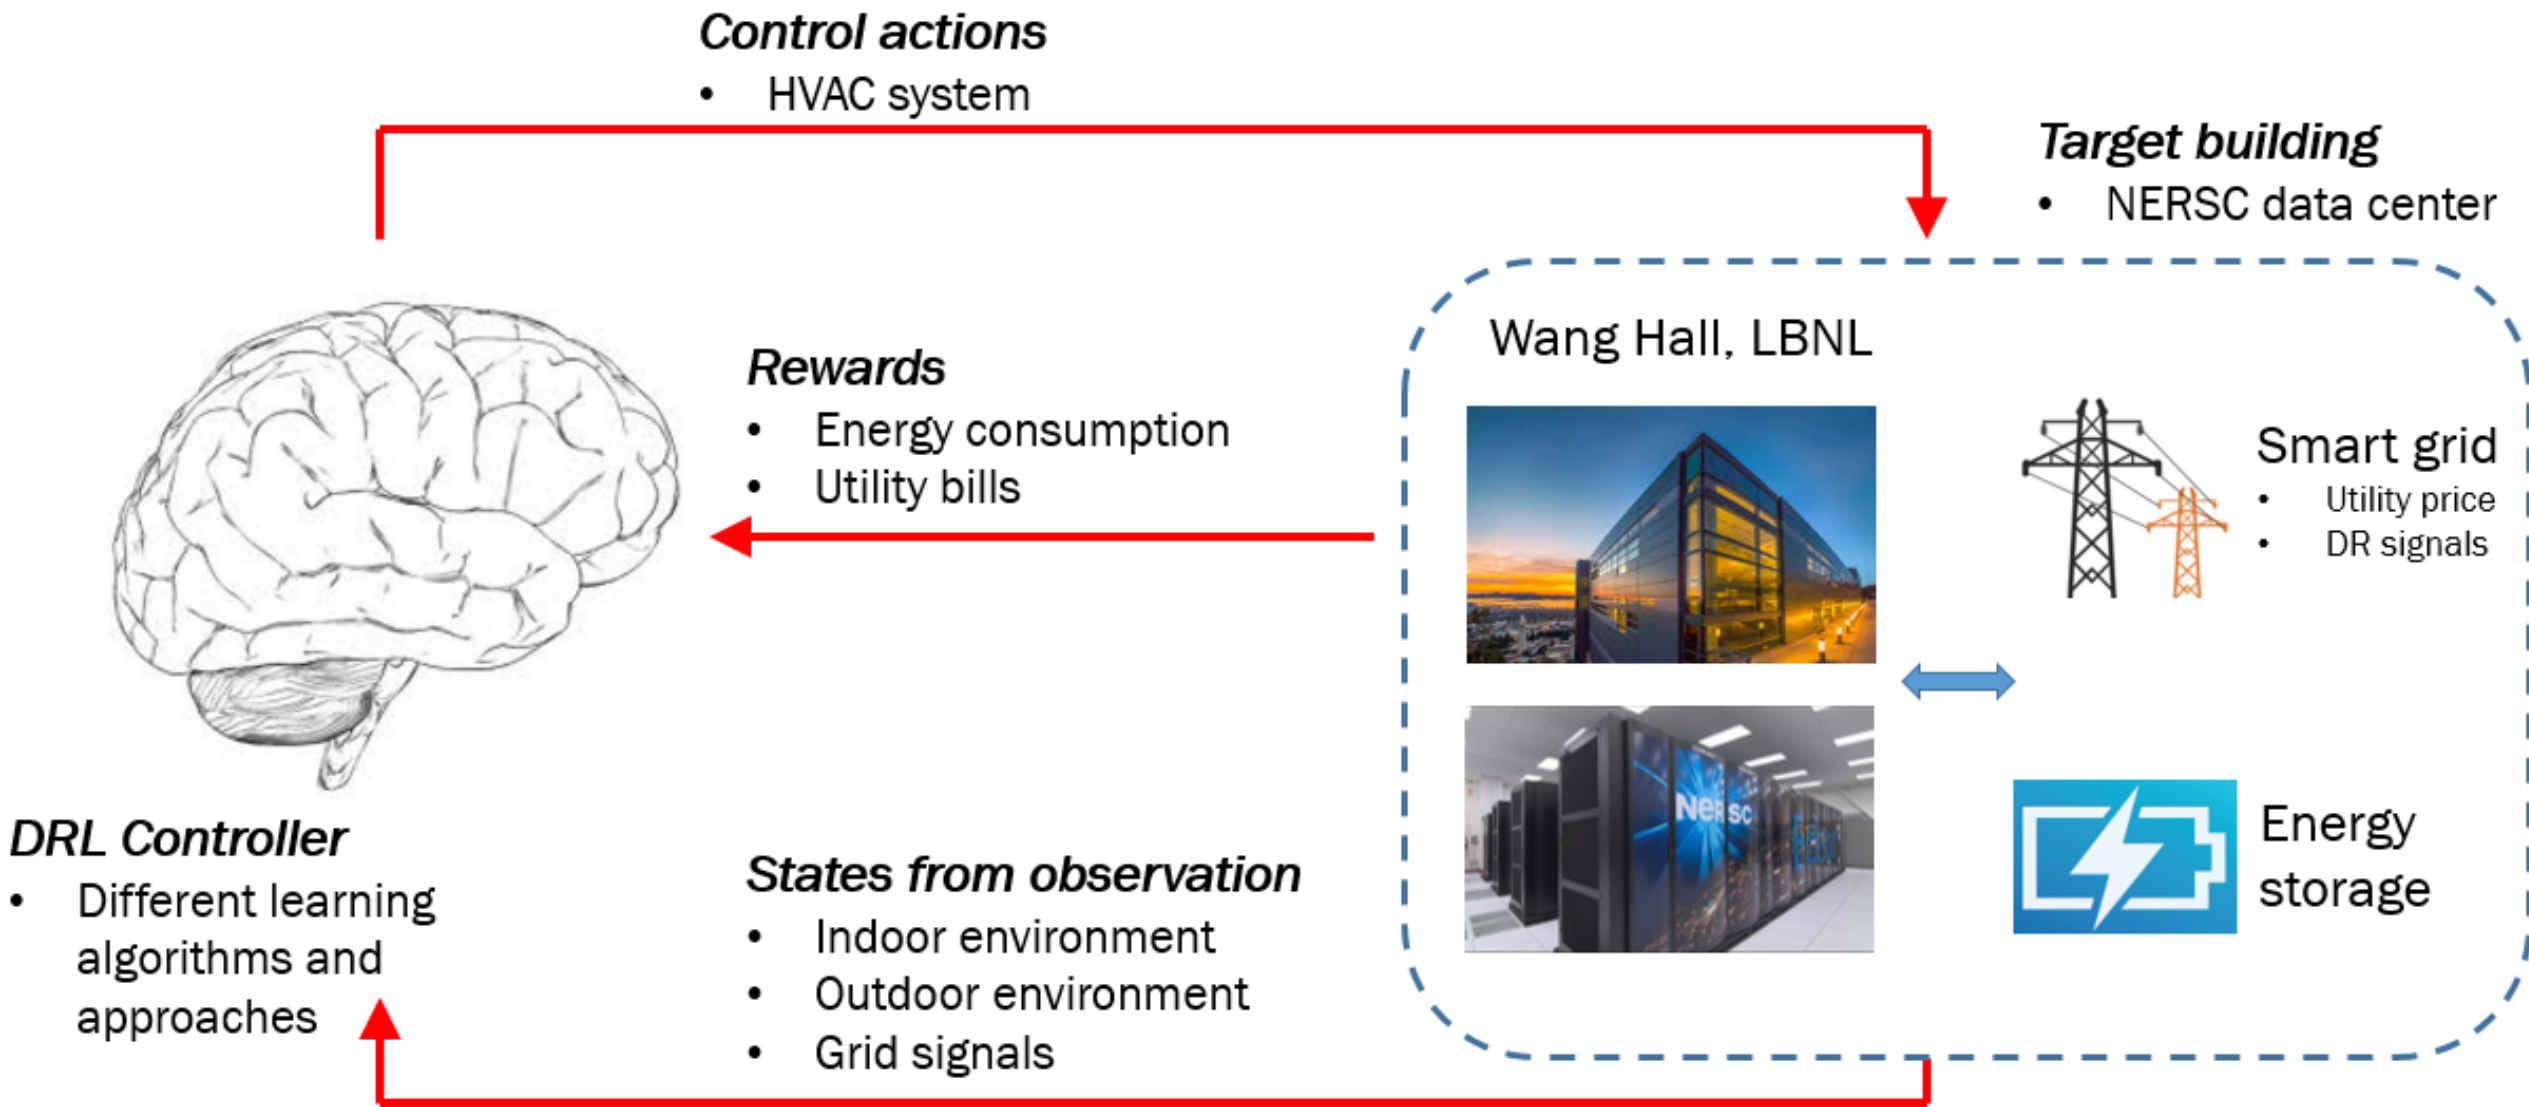 Control actions
• HVAC system
Target building
• NERSC data center
Wang Hall, LBNL
Rewards
• Energy consumption
• Utility bills
Smart grid
• Utility price
• DR signals
NERSC
Energy
storage
DRL Controller
• Different learning
algorithms and
approaches
States from observation
• Indoor environment
• Outdoor environment
• Grid signals